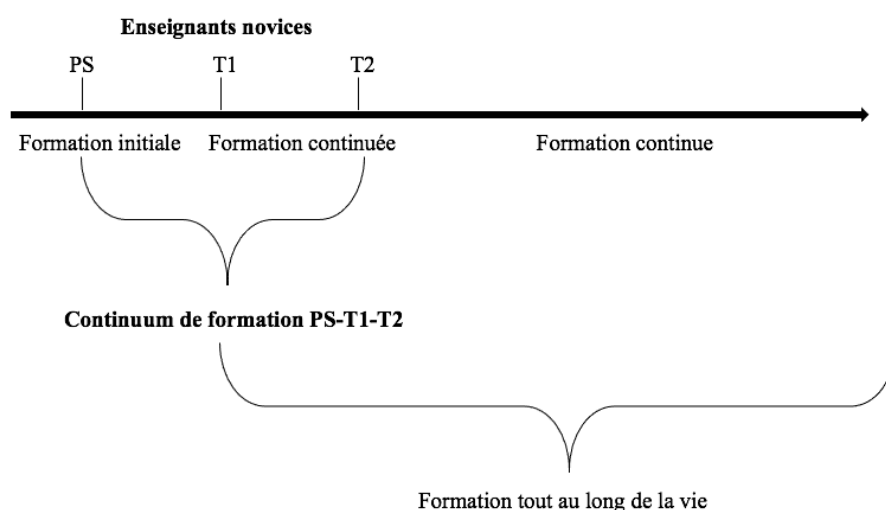 Enseignants novices
PS T1 T2
Formation initiale Formation continuée Formation continue
Continuum de formation PS-T1-T2
Formation tout au long de la vie